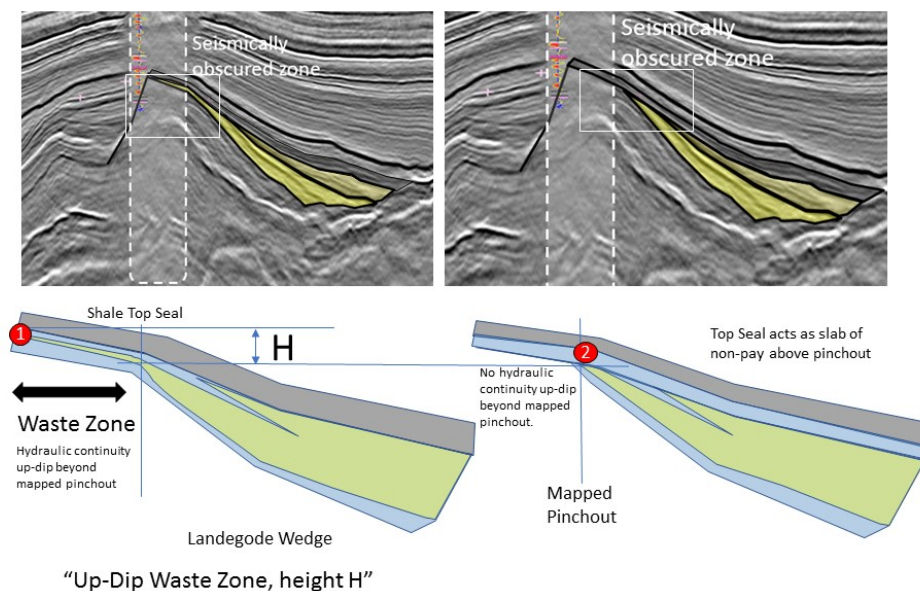 Seismically
obscured zone
Seismically
obscured zone
Shale Top Seal
1
H
Waste Zone
Hydraulic continuity
up-dip beyond
mapped pinchout
Landegode Wedge
"Up-Dip Waste Zone, height H"
2
Top Seal acts as slab of
non-pay above pinchout
No hydraulic
continuity up-dip
beyond mapped
pinchout.
Mapped
Pinchout